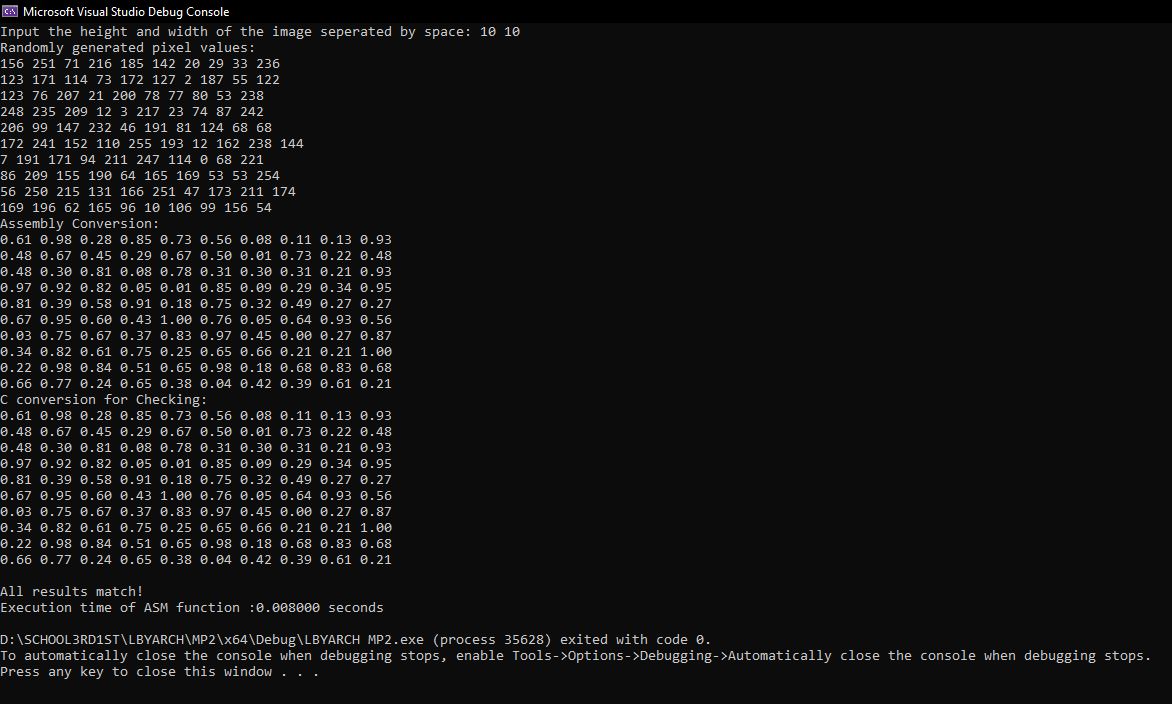 Microsoft Visual Studio Debug Console
Input the height and width of the image seperated by space: 10 10
Randomly generated pixel values:
156 251 71 216 185 142 20 29 33 236
123 171 114 73 172 127 2 187 55 122
123 76 207 21 200 78 77 80 53 238
248 235 209 12 3 217 23 74 87 242
206 99 147 232 46 191 81 124 68 68
172 241 152 110 255 193 12 162 238 144
7 191 171 94 211 247 114 0 68 221
86 209 155 190 64 165 169 53 53 254
56 250 215 131 166 251 47 173 211 174
169 196 62 165 96 10 106 99 156 54
Assembly Conversion:
0.61 0.98 0.28 0.85 0.73 0.56 0.08 0.11 0.13 0.93
0.48 0.67 0.45 0.29 0.67 0.50 0.01 0.73 0.22 0.48
0.48 0.30 0.81 0.08 0.78 0.31 0.30 0.31 0.21 0.93
0.97 0.92 0.82 0.05 0.01 0.85 0.09 0.29 0.34 0.95
0.81 0.39 0.58 0.91 0.18 0.75 0.32 0.49 0.27 0.27
0.67 0.95 0.60 0.43 1.00 0.76 0.05 0.64 0.93 0.56
0.03 0.75 0.67 0.37 0.83 0.97 0.45 0.00 0.27 0.87
0.34 0.82 0.61 0.75 0.25 0.65 0.66 0.21 0.21 1.00
0.22 0.98 0.84 0.51 0.65 0.98 0.18 0.68 0.83 0.68
0.66 0.77 0.24 0.65 0.38 0.04 0.42 0.39 0.61 0.21
C conversion for Checking:
0.61 0.98 0.28 0.85 0.73 0.56 0.08 0.11 0.13 0.93
0.48 0.67 0.45 0.29 0.67 0.50 0.01 0.73 0.22 0.48
0.48 0.30 0.81 0.08 0.78 0.31 0.30 0.31 0.21 0.93
0.97 0.92 0.82 0.05 0.01 0.85 0.09 0.29 0.34 0.95
0.81 0.39 0.58 0.91 0.18 0.75 0.32 0.49 0.27 0.27
0.67 0.95 0.60 0.43 1.00 0.76 0.05 0.64 0.93 0.56
0.03 0.75 0.67 0.37 0.83 0.97 0.45 0.00 0.27 0.87
0.34 0.82 0.61 0.75 0.25 0.65 0.66 0.21 0.21 1.00
0.22 0.98 0.84 0.51 0.65 0.98 0.18 0.68 0.83 0.68
0.66 0.77 0.24 0.65 0.38 0.04 0.42 0.39 0.61 0.21
All results match!
Execution time of ASM function :0.008000 seconds
D:\SCHOOL3RD1ST\LBYARCH\MP2\x64\Debug\LBYARCH MP2.exe (process 35628) exited with code 0.
To automatically close the console when debugging stops, enable Tools->Options->Debugging->Automatically close the console when debugging stops.
Press any key to close this window . . .